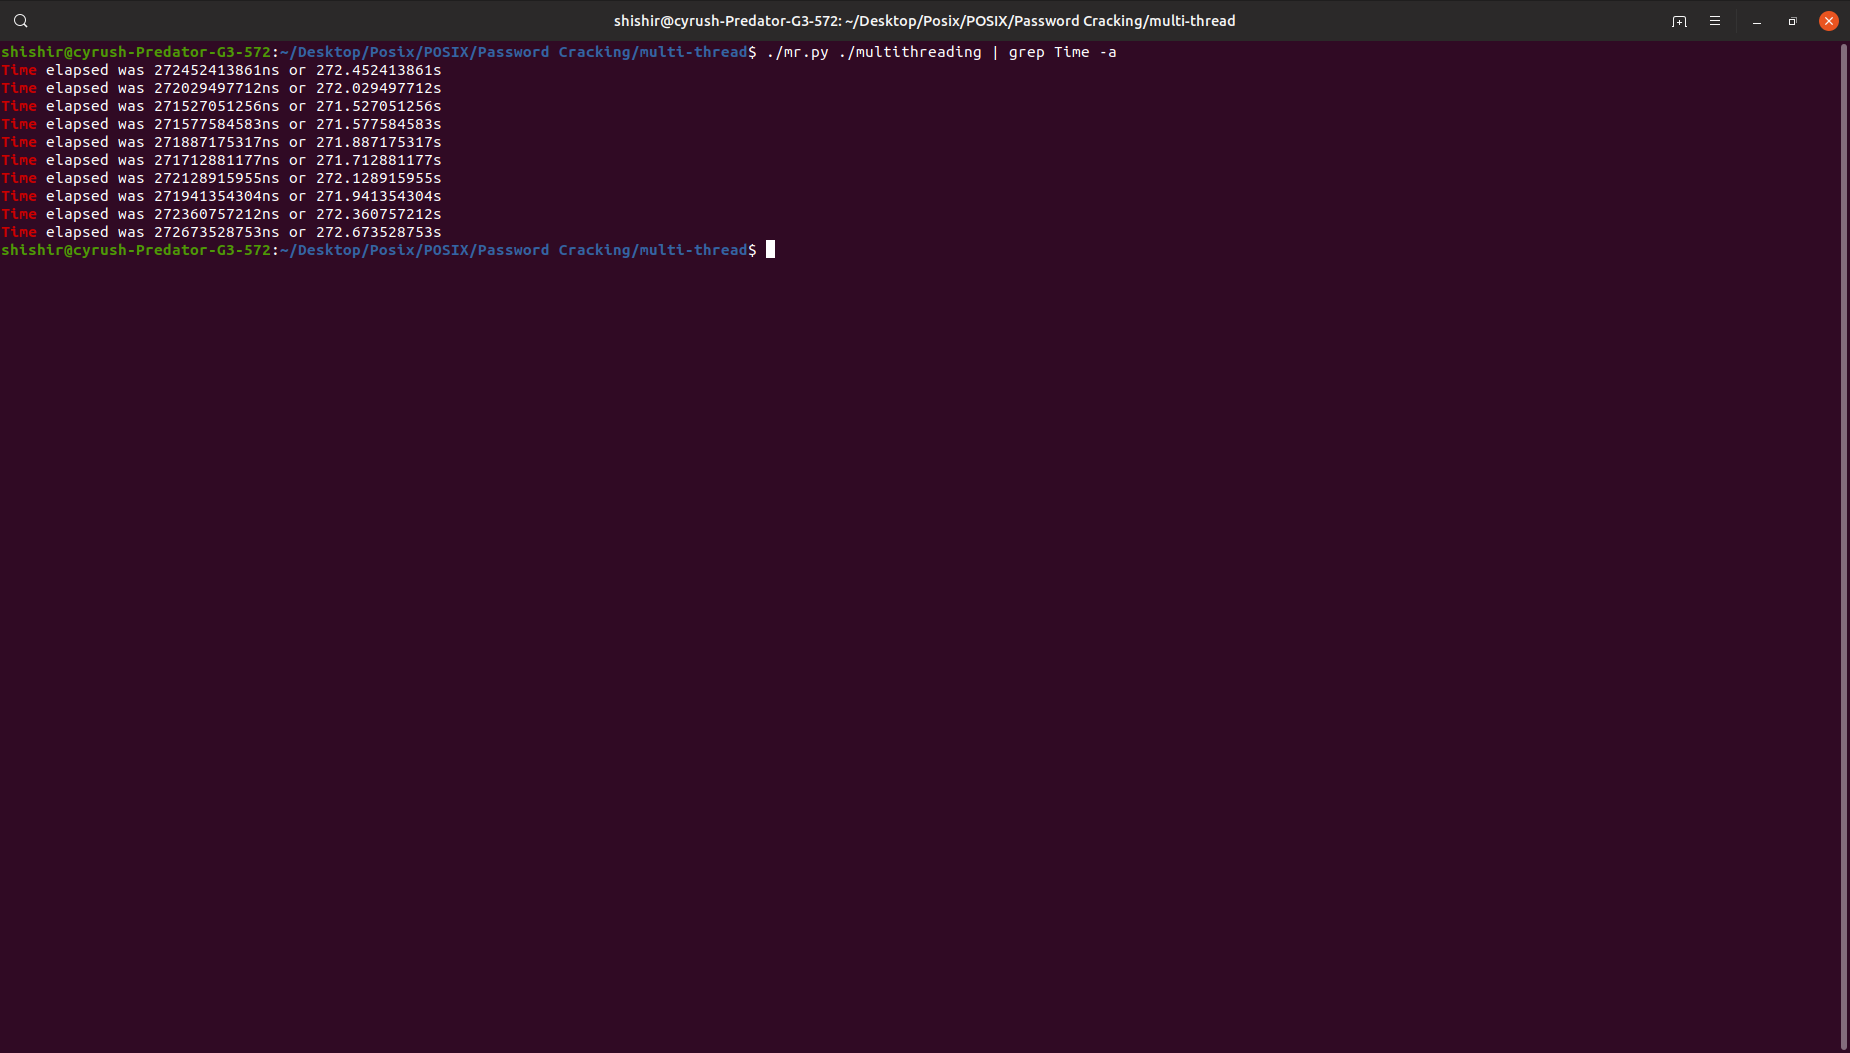 shishir@cyrush-Predator-G3-572: ~/Desktop/Posix/POSIX/Password Cracking/multi-thread
shishir@cyrush-Predator-G3-572:~/Desktop/Posix/POSIX/Password Cracking/multi-thread$ ./mr.py ./multithreading | grep Time -a
Time elapsed was 272452413861ns or 272.452413861s
Time elapsed was 272029497712ns or 272.029497712s
Time elapsed was 271527051256ns or 271.527051256s
Time elapsed was 271577584583ns or 271.577584583s
Time elapsed was 271887175317ns or 271.887175317s
Time elapsed was 271712881177ns or 271.712881177s
Time elapsed was 272128915955ns or 272.128915955s
Time elapsed was 271941354304ns or 271.941354304s
Time elapsed was 272360757212ns or 272.360757212s
Time elapsed was 272673528753ns or 272.673528753s
shishir@cyrush-Predator-G3-572:~/Desktop/Posix/POSIX/Password Cracking/multi-thread$